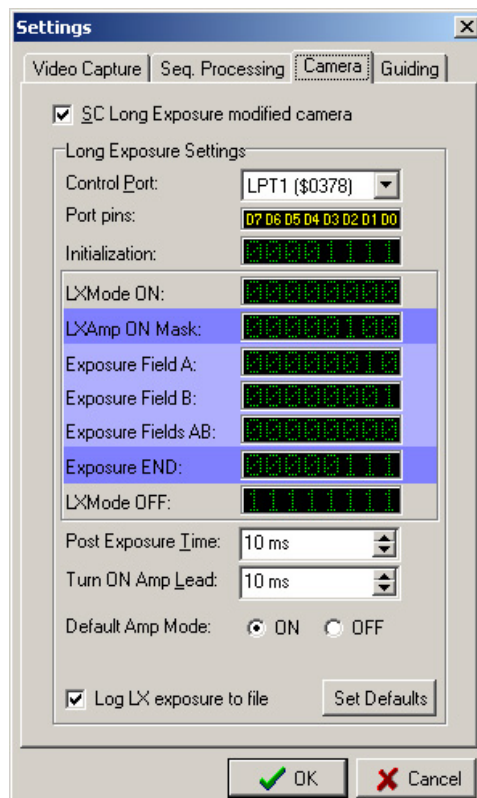 Settings
Video Capture Seq. Processing Camera Guiding
SC Long Exposure modified camera
Long Exposure Settings
Control Port: LPT1 ($0378)
Port pins: D7 D6 D5 D4 D3 D2 D1 D0
Initialization: 00001111
LXMode ON: 00000000
LXAmp ON Mask: 00000100
Exposure Field A: 00000010
Exposure Field B: 00000001
Exposure Fields AB: 00000000
Exposure END: 00000111
LXMode OFF: 11111111
Post Exposure Time: 10 ms
Turn ON Amp Lead: 10 ms
Default Amp Mode: ON OFF
Log LX exposure to file Set Defaults
OK Cancel